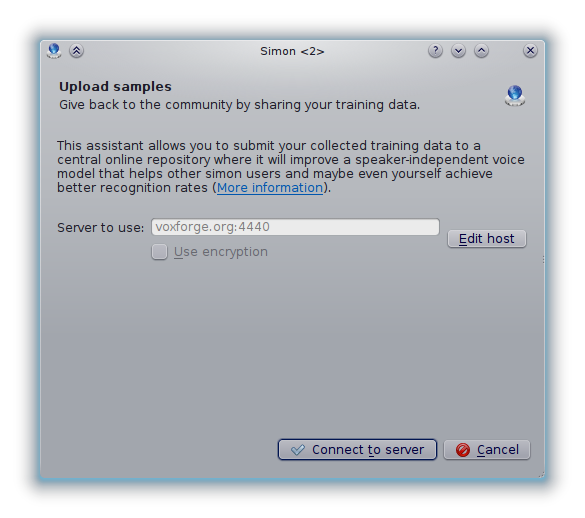 Simon <2>
Upload samples
Give back to the community by sharing your training data.
This assistant allows you to submit your collected training data to a
central online repository where it will improve a speaker-independent voice
model that helps other simon users and maybe even yourself achieve
better recognition rates (More information).
Server to use: voxforge.org:4440
Edit host
Use encryption
Connect to server Cancel